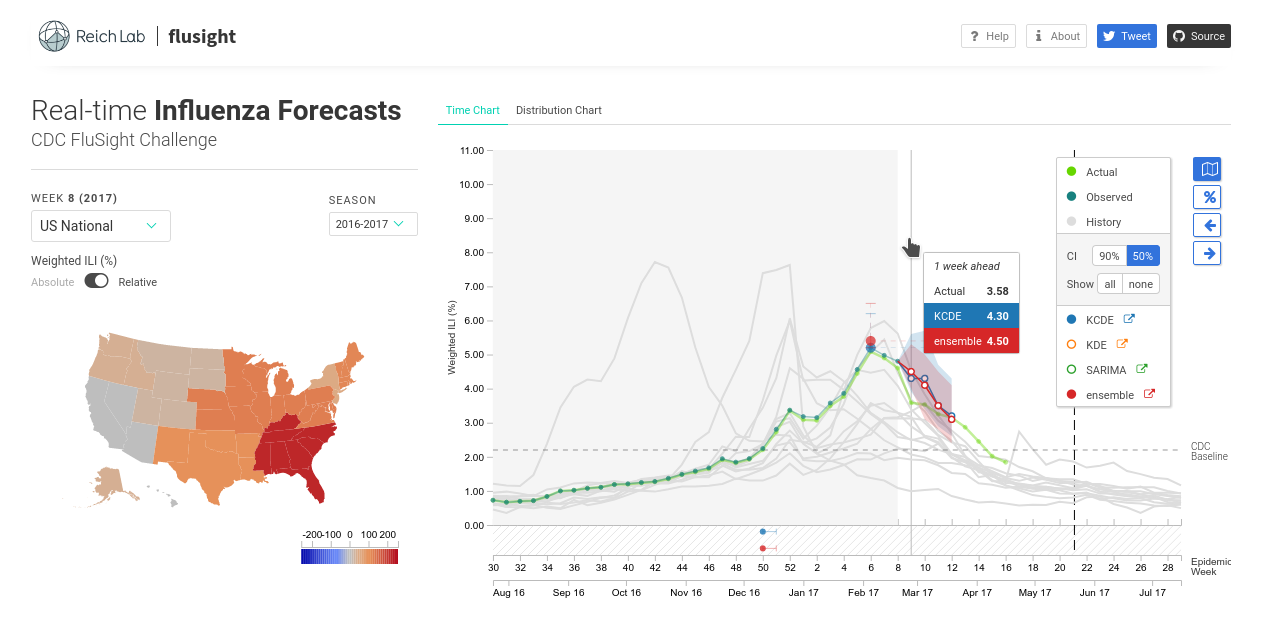 Reich Lab | flusight
? Help
i About
Tweet
Source
Real-time Influenza Forecasts
CDC FluSight Challenge
WEEK 8 (2017)
US National
SEASON
2016-2017
Weighted ILI (%)
Absolute
Relative
-200
-100
0
100
200
Time Chart
Distribution Chart
11.00
10.00
9.00
8.00
7.00
6.00
5.00
4.00
3.00
2.00
1.00
0.00
Weighted ILI (%)
1 week ahead
Actual 3.58
KCDE 4.30
ensemble 4.50
Actual
Observed
History
CI 90% 50%
Show all none
KCDE
KDE
SARIMA
ensemble
%
CDC
Baseline
30 32 34 36 38 40 42 44 46 48 50 52 2 4 6 8 10 12 14 16 18 20 22 24 26 28
Epidemic
Week
Aug 16 Sep 16 Oct 16 Nov 16 Dec 16 Jan 17 Feb 17 Mar 17 Apr 17 May 17 Jun 17 Jul 17